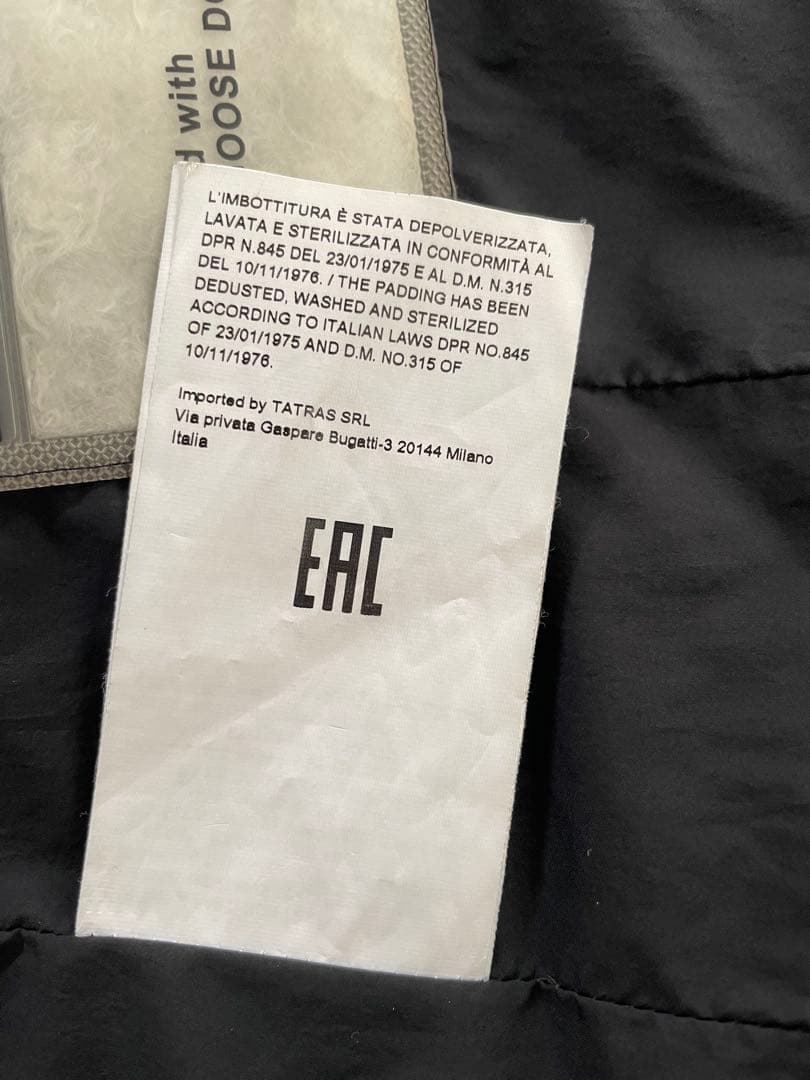 with
OOSE D
L'IMBOTTITURA È STATA DEPOLVERIZZATA,
LAVATA E STERILIZZATA IN CONFORMITÀ AL
DPR N.845 DEL 23/01/1975 E AL D.M. N.315
DEL 10/11/1976. / THE PADDING HAS BEEN
DEDUSTED, WASHED AND STERILIZED
ACCORDING TO ITALIAN LAWS DPR NO.845
OF 23/01/1975 AND D.M. NO.315 OF
10/11/1976.
Imported by TATRAS SRL
Via privata Gaspare Bugatti-3 20144 Milano
Italia
EAC